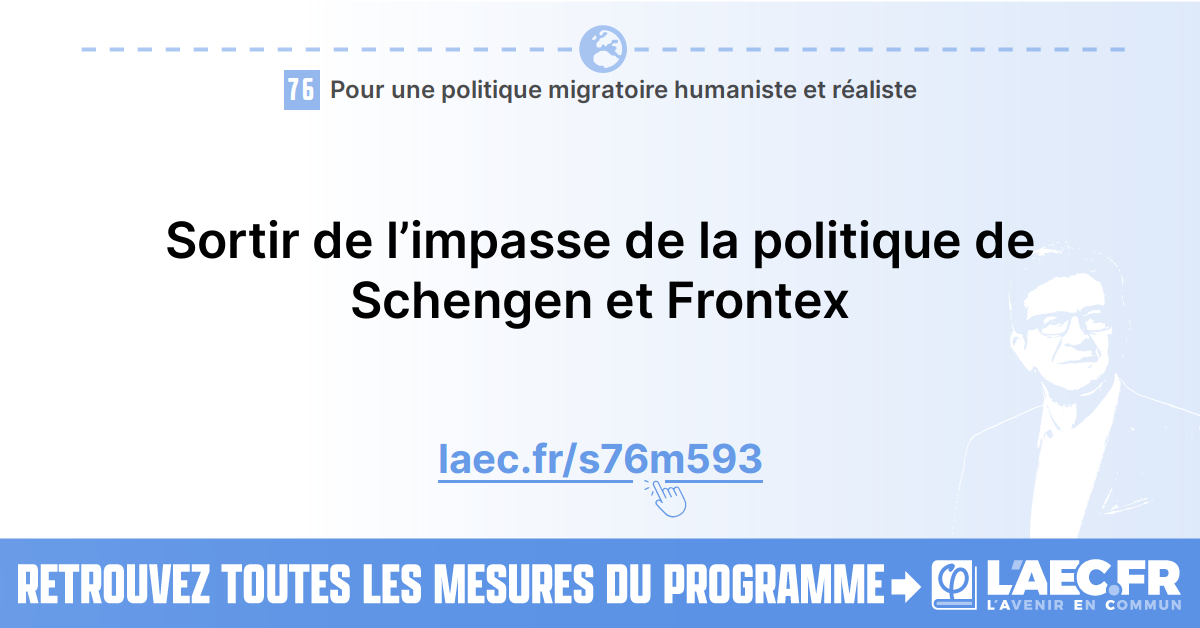 76 Pour une politique migratoire humaniste et réaliste
Sortir de l’impasse de la politique de
Schengen et Frontex
laec.fr/s76m593
RETROUVEZ TOUTES LES MESURES DU PROGRAMME
L'AEC.FR
L'AVENIR EN COMMUN